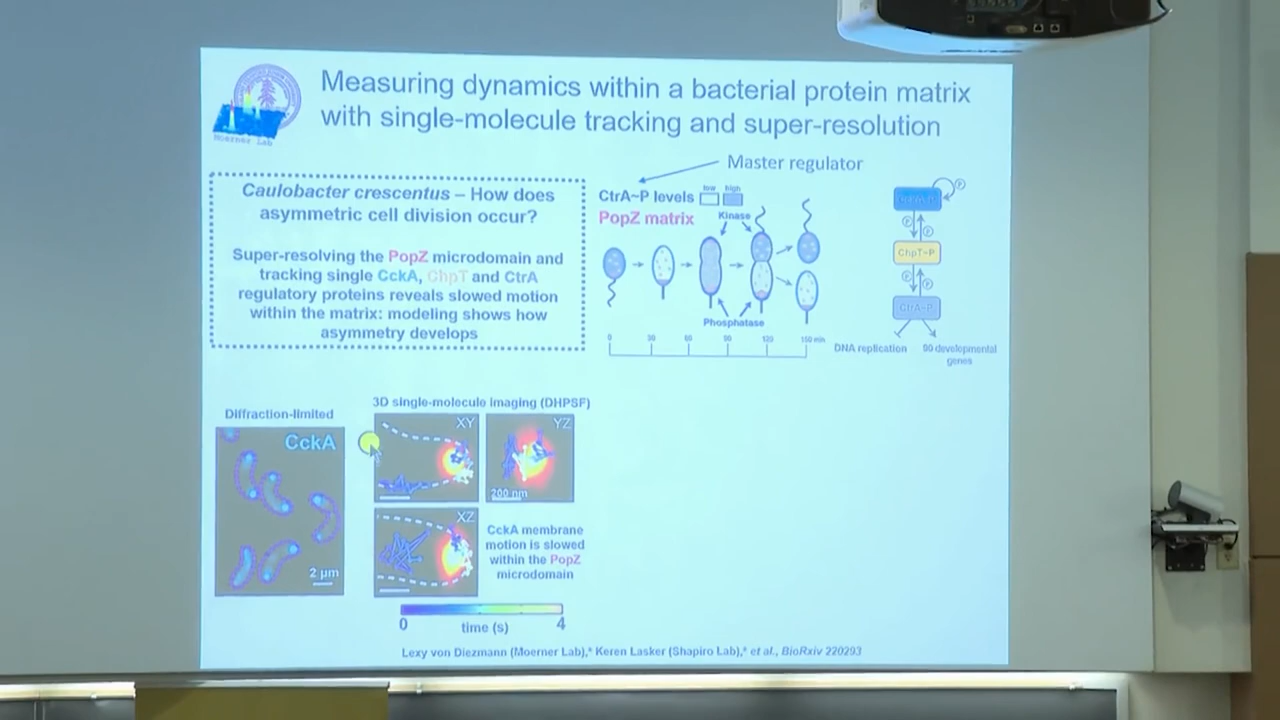 Measuring dynamics within a bacterial protein matrix
with single-molecule tracking and super-resolution
Moerner Lab
Caulobacter crescentus – How does
asymmetric cell division occur?
Super-resolving the PopZ microdomain and
tracking single CckA, ChpT and CtrA
regulatory proteins reveals slowed motion
within the matrix: modeling shows how
asymmetry develops
Master regulator
CtrA~P levels
low high
PopZ matrix
Kinase
Phosphatase
0 30 60 90 120 150 min
P
P P
ChpT~P
P P
CtrA~P
DNA replication
90 developmental
genes
Diffraction-limited
CckA
2 µm
3D single-molecule imaging (DHPSF)
XY
YZ
200 nm
XZ
CckA membrane
motion is slowed
within the PopZ
microdomain
0 time (s) 4
Lexy von Diezmann (Moerner Lab),* Keren Lasker (Shapiro Lab),* et al., BioRxiv 220293